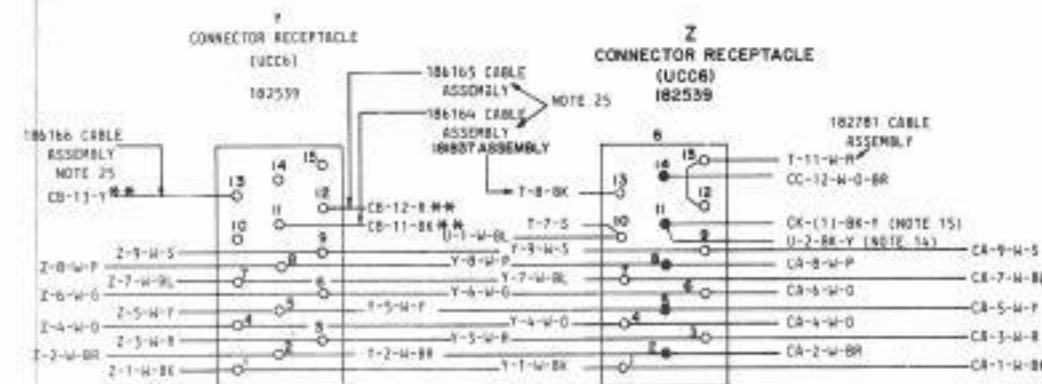 Y
CONNECTOR RECEPTACLE
(UCC6)
182539
Z
CONNECTOR RECEPTACLE
(UCC6)
182539
186165 CABLE
ASSEMBLY
NOTE 25
186164 CABLE
ASSEMBLY
181837 ASSEMBLY
186166 CABLE
ASSEMBLY
NOTE 25
CB-13-Y**
182781 CABLE
ASSEMBLY
6
15
14
13
12
11
10
9
8
7
6
5
4
3
2
1
CB-12-R**
CB-11-BK**
T-8-BK
T-7-S
U-1-W-BL
15
14
13
12
11
10
9
8
7
6
5
4
3
2
1
T-11-W-R
CC-12-W-O-BR
CK-(1)-BK-Y (NOTE 15)
U-2-BK-Y (NOTE 14)
Z-9-W-S
Y-9-W-S
CA-9-W-S
Z-8-W-P
Y-8-W-P
CA-8-W-P
Z-7-W-BL
Y-7-W-BL
Z-6-W-G
Y-6-W-G
Z-5-W-Y
Y-5-W-Y
CA-5-W-Y
Z-4-W-O
Y-4-W-O
CA-4-W-O
Z-3-W-R
CA-3-W-R
Z-2-W-BR
Y-2-W-BR
CA-2-W-BR
Z-1-W-BK
Y-1-W-BK